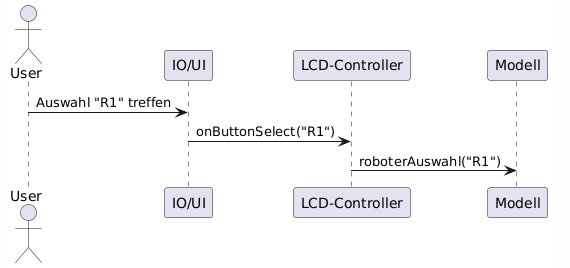 User
IO/UI
LCD-Controller
Modell
Auswahl "R1" treffen
onButtonSelect("R1")
roboterAuswahl("R1")
User
IO/UI
LCD-Controller
Modell